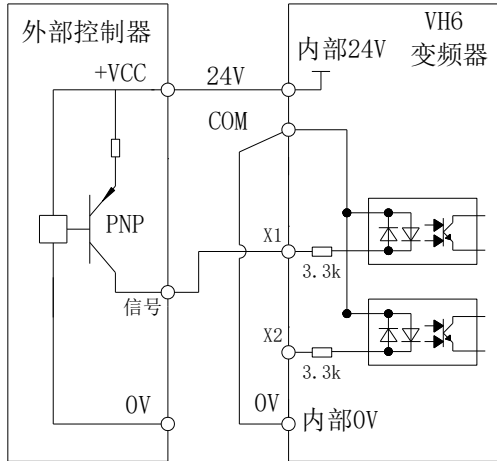 外部控制器
+VCC
PNP
信号
0V
24V
COM
0V
VH6
变频器
内部24V
X1
3.3k
X2
3.3k
内部0V